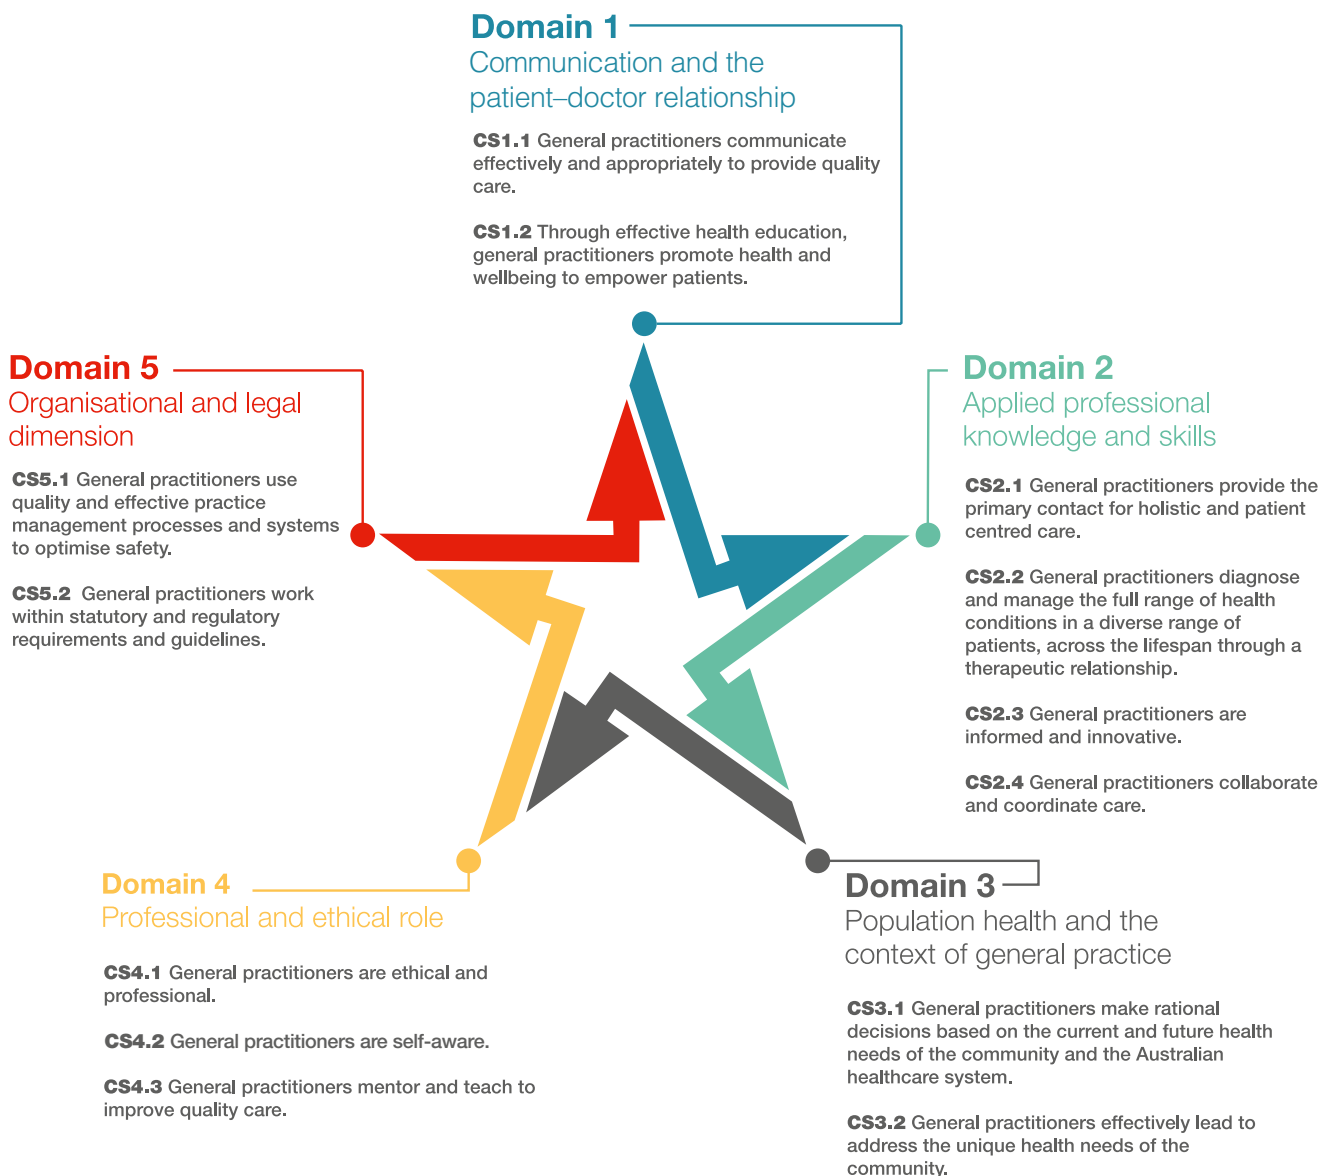 Domain 1
Communication and the
patient–doctor relationship
CS1.1 General practitioners communicate
effectively and appropriately to provide quality
care.
CS1.2 Through effective health education,
general practitioners promote health and
wellbeing to empower patients.
Domain 2
Applied professional
knowledge and skills
CS2.1 General practitioners provide the
primary contact for holistic and patient
centred care.
CS2.2 General practitioners diagnose
and manage the full range of health
conditions in a diverse range of
patients, across the lifespan through a
therapeutic relationship.
CS2.3 General practitioners are
informed and innovative.
CS2.4 General practitioners collaborate
and coordinate care.
Domain 3
Population health and the
context of general practice
CS3.1 General practitioners make rational
decisions based on the current and future health
needs of the community and the Australian
healthcare system.
CS3.2 General practitioners effectively lead to
address the unique health needs of the
community.
Domain 4
Professional and ethical role
CS4.1 General practitioners are ethical and
professional.
CS4.2 General practitioners are self-aware.
CS4.3 General practitioners mentor and teach to
improve quality care.
Domain 5
Organisational and legal
dimension
CS5.1 General practitioners use
quality and effective practice
management processes and systems
to optimise safety.
CS5.2 General practitioners work
within statutory and regulatory
requirements and guidelines.